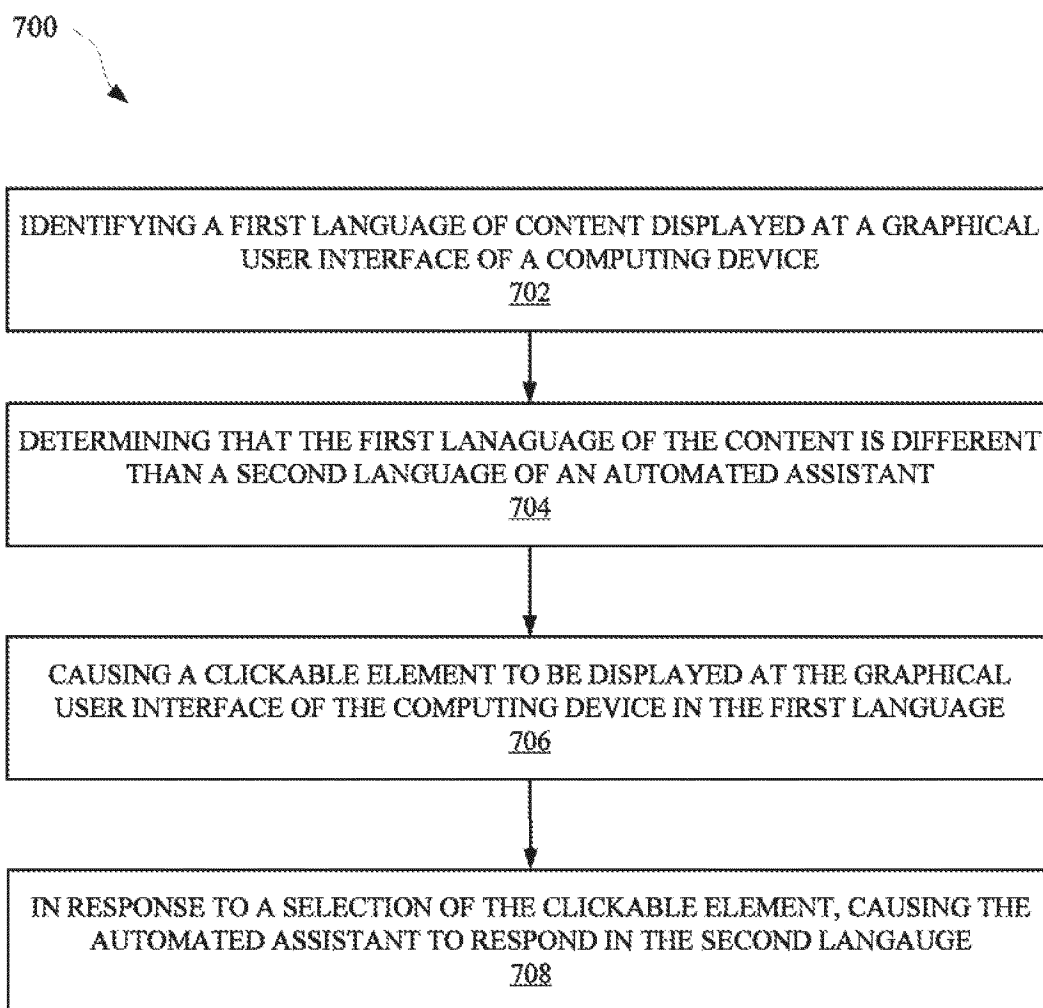 700
IDENTIFYING A FIRST LANGUAGE OF CONTENT DISPLAYED AT A GRAPHICAL
USER INTERFACE OF A COMPUTING DEVICE
702
DETERMINING THAT THE FIRST LANAGUAGE OF THE CONTENT IS DIFFERENT
THAN A SECOND LANGUAGE OF AN AUTOMATED ASSISTANT
704
CAUSING A CLICKABLE ELEMENT TO BE DISPLAYED AT THE GRAPHICAL
USER INTERFACE OF THE COMPUTING DEVICE IN THE FIRST LANGUAGE
706
IN RESPONSE TO A SELECTION OF THE CLICKABLE ELEMENT, CAUSING THE
AUTOMATED ASSISTANT TO RESPOND IN THE SECOND LANGAUGE
708